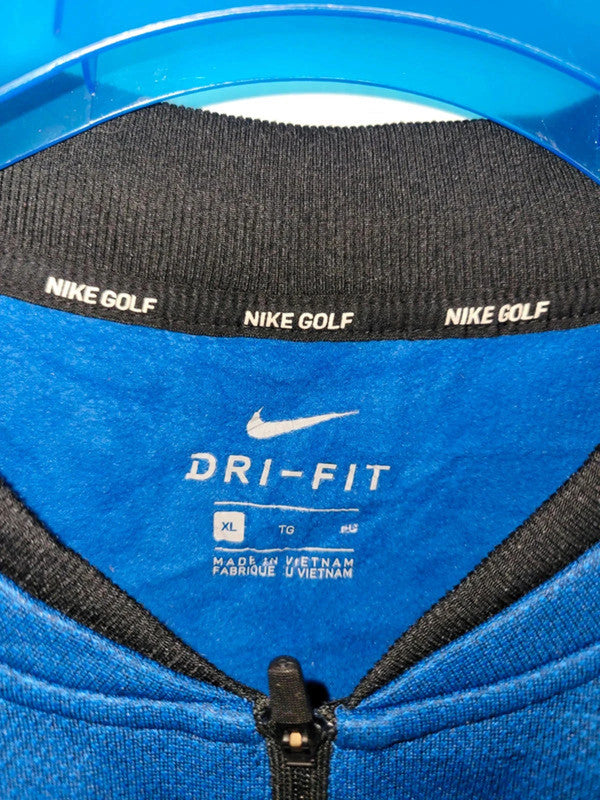 NIKE GOLF NIKE GOLF NIKE GOLF
DRI-FIT
XL TG
MADE IN VIETNAM
FABRIQUE U VIETNAM